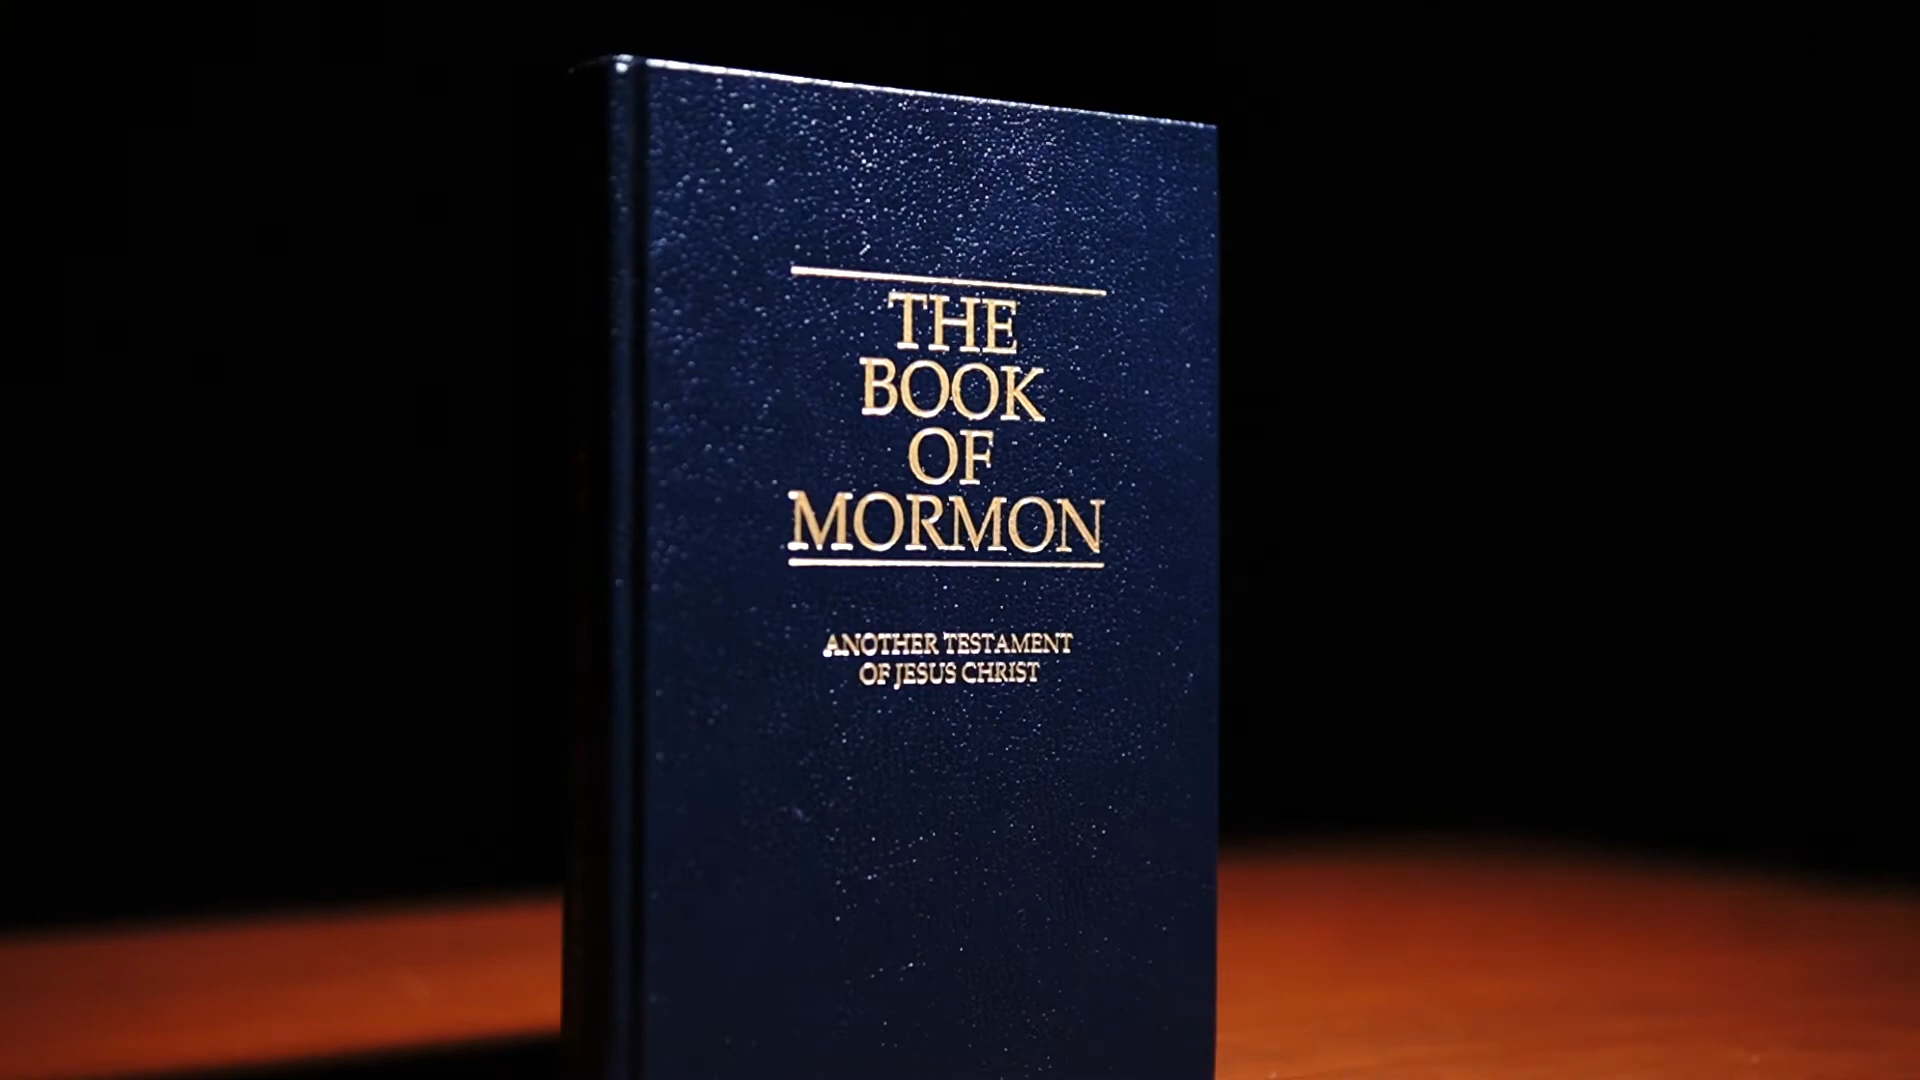 THE
BOOK
OF
MORMON
ANOTHER TESTAMENT
OF JESUS CHRIST